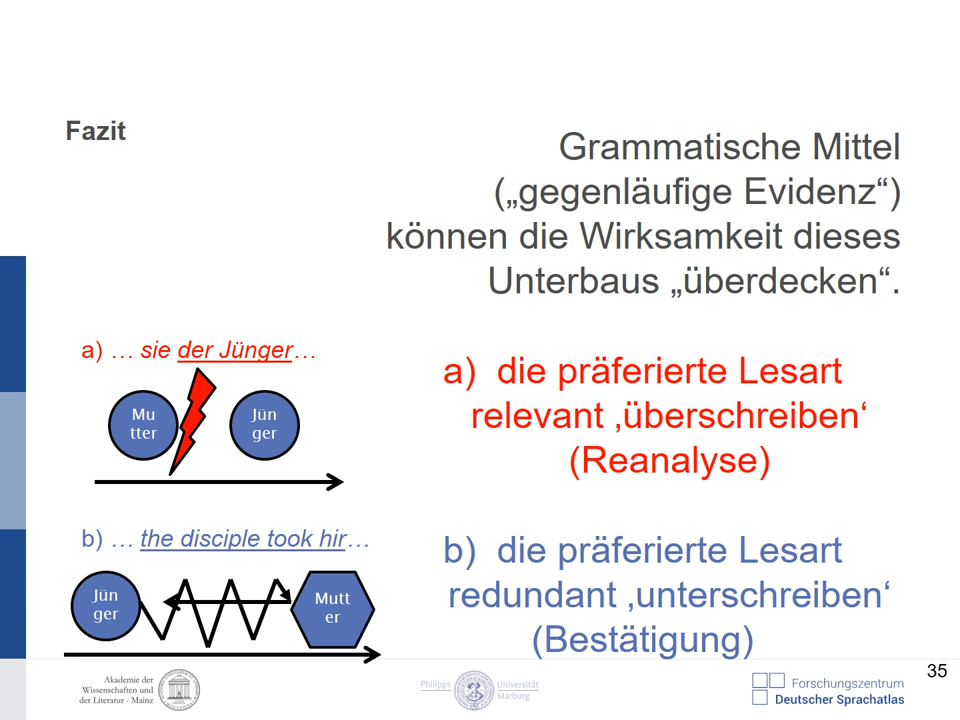 Fazit
Grammatische Mittel
(„gegenläufige Evidenz“)
können die Wirksamkeit dieses
Unterbaus „überdecken“.
a) … sie der Jünger…
Mu
tter
Jün
ger
a) die präferierte Lesart
relevant ‚überschreiben‘
(Reanalyse)
b) … the disciple took hir…
Jün
ger
Mutt
er
b) die präferierte Lesart
redundant ‚unterschreiben‘
(Bestätigung)
Akademie der
Wissenschaften und
der Literatur - Mainz
Philipps Universität
Marburg
Forschungszentrum
Deutscher Sprachatlas
35